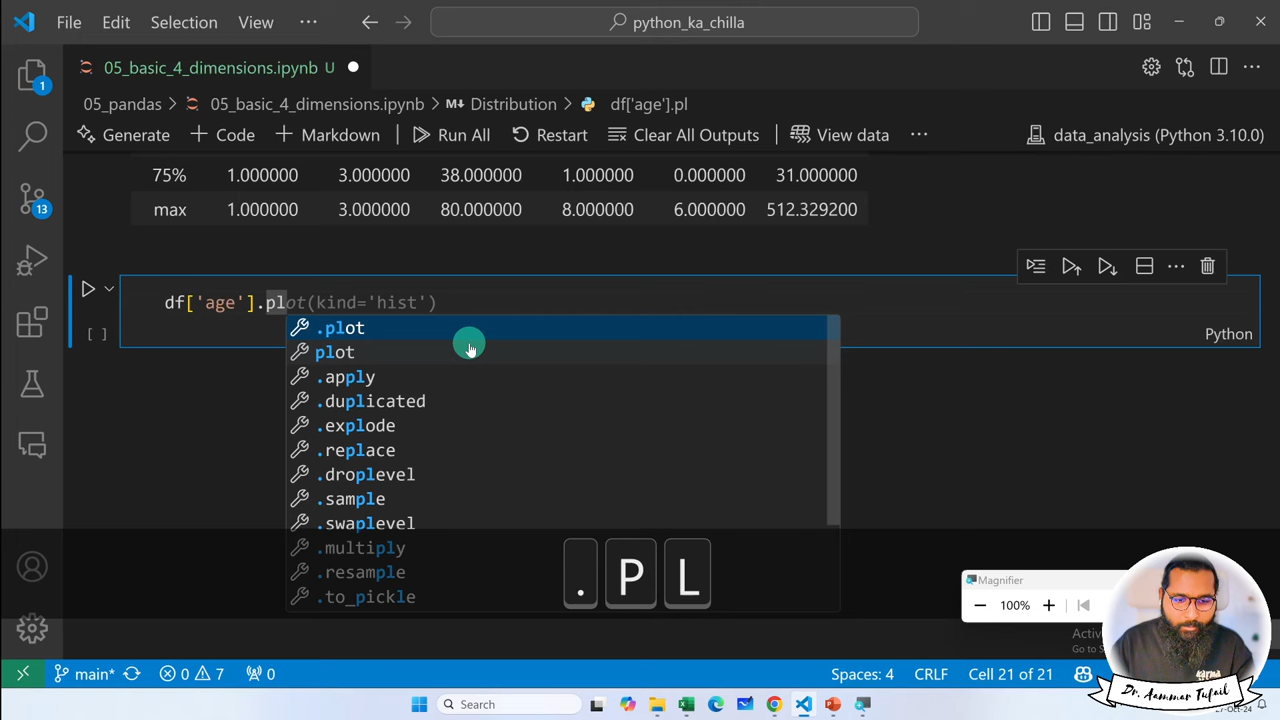 File Edit Selection View ··· python_ka_chilla
05_basic_4_dimensions.ipynb U
1
05_pandas > 05_basic_4_dimensions.ipynb > M↓ Distribution > df['age'].pl
Generate + Code + Markdown Run All Restart Clear All Outputs View data ··· data_analysis (Python 3.10.0)
75% 1.000000 3.000000 38.000000 1.000000 0.000000 31.000000
max 1.000000 3.000000 80.000000 8.000000 6.000000 512.329200
13
df['age'].plot(kind='hist')
[ ] Python
.plot
plot
.apply
.duplicated
.explode
.replace
.droplevel
.sample
.swaplevel
.multiply
.resample
.to_pickle
. P L
Magnifier
100%
Dr. Aammar Tufail
main* 0 7 0 Spaces: 4 CRLF Cell 21 of 21
Search